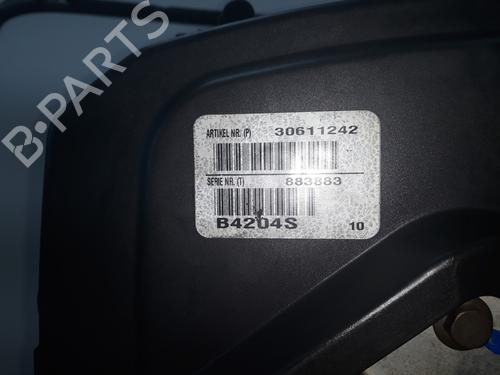 B-PARTS
ARTIKEL NR. (P) 30611242
SERIE NR. (T) 883883
B4204S 10